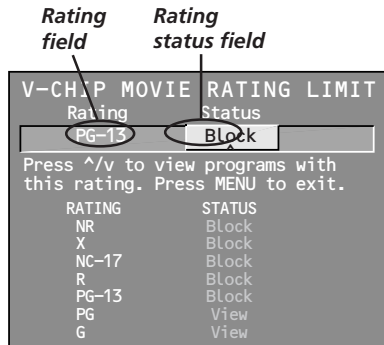 Rating field
Rating status field
V-CHIP MOVIE RATING LIMIT
Rating Status
PG-13 Block
Press ^/v to view programs with
this rating. Press MENU to exit.
RATING STATUS
NR Block
X Block
NC-17 Block
R Block
PG-13 Block
PG View
G View